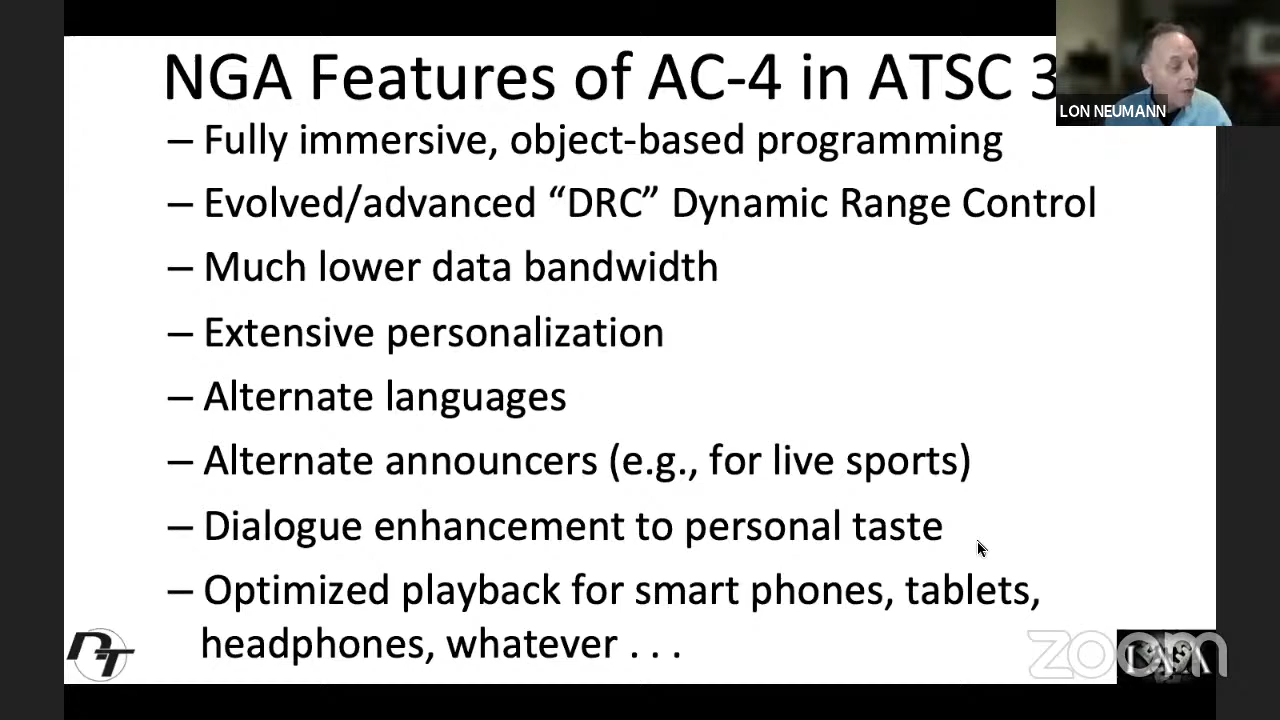 NGA Features of AC-4 in ATSC 3
LON NEUMANN
– Fully immersive, object-based programming
– Evolved/advanced “DRC” Dynamic Range Control
– Much lower data bandwidth
– Extensive personalization
– Alternate languages
– Alternate announcers (e.g., for live sports)
– Dialogue enhancement to personal taste
– Optimized playback for smart phones, tablets,
headphones, whatever . . .
zoom